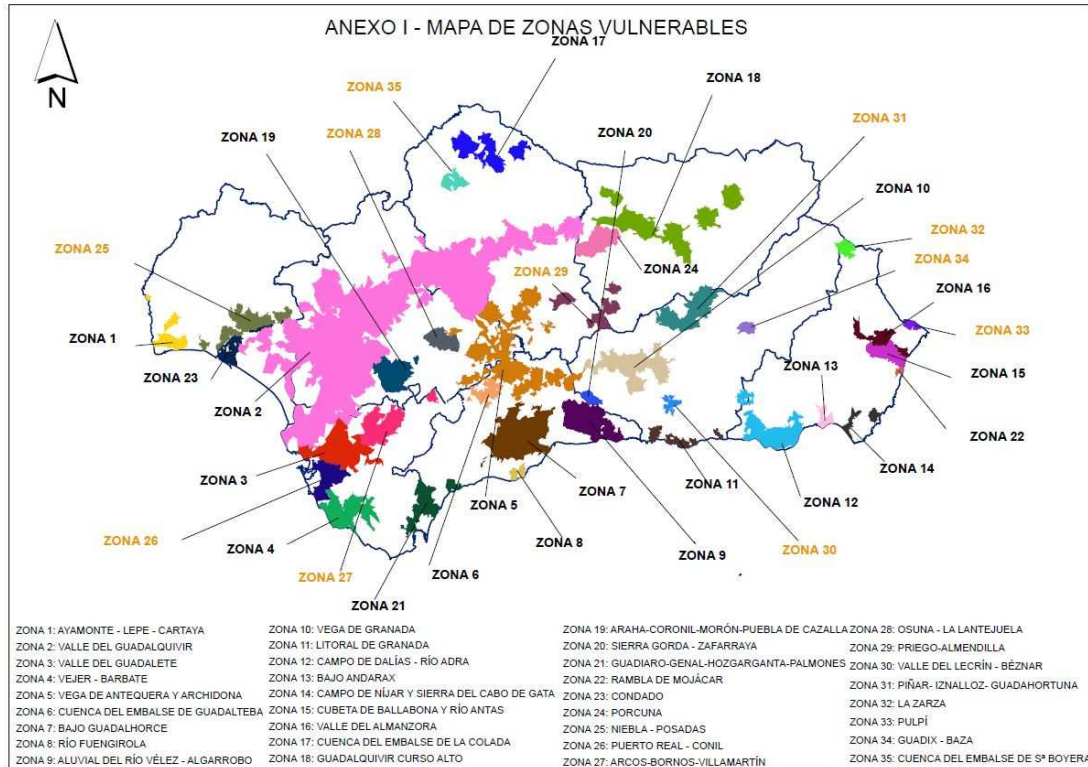 ANEXO I - MAPA DE ZONAS VULNERABLES
N
ZONA 17
ZONA 35
ZONA 18
ZONA 28
ZONA 20
ZONA 31
ZONA 19
ZONA 10
ZONA 25
ZONA 32
ZONA 29
ZONA 24
ZONA 34
ZONA 16
ZONA 33
ZONA 1
ZONA 23
ZONA 13
ZONA 15
ZONA 2
ZONA 22
ZONA 3
ZONA 5
ZONA 7
ZONA 11
ZONA 14
ZONA 12
ZONA 26
ZONA 4
ZONA 8
ZONA 9
ZONA 30
ZONA 27
ZONA 6
ZONA 21
ZONA 1: AYAMONTE - LEPE - CARTAYA
ZONA 2: VALLE DEL GUADALQUIVIR
ZONA 3: VALLE DEL GUADALETE
ZONA 4: VEJER - BARBATE
ZONA 5: VEGA DE ANTEQUERA Y ARCHIDONA
ZONA 6: CUENCA DEL EMBALSE DE GUADALTEBA
ZONA 7: BAJO GUADALHORCE
ZONA 8: RÍO FUENGIROLA
ZONA 9: ALUVIAL DEL RÍO VÉLEZ - ALGARROBO
ZONA 10: VEGA DE GRANADA
ZONA 11: LITORAL DE GRANADA
ZONA 12: CAMPO DE DALÍAS - RÍO ADRA
ZONA 13: BAJO ANDARAX
ZONA 14: CAMPO DE NÍJAR Y SIERRA DEL CABO DE GATA
ZONA 15: CUBETA DE BALLABONA Y RÍO ANTAS
ZONA 16: VALLE DEL ALMANZORA
ZONA 17: CUENCA DEL EMBALSE DE LA COLADA
ZONA 18: GUADALQUIVIR CURSO ALTO
ZONA 19: ARAHA-CORONIL-MORÓN-PUEBLA DE CAZALLA
ZONA 20: SIERRA GORDA - ZAFARRAYA
ZONA 21: GUADIARO-GENAL-HOZGARGANTA-PALMONES
ZONA 22: RAMBLA DE MOJÁCAR
ZONA 23: CONDADO
ZONA 24: PORCUNA
ZONA 25: NIEBLA - POSADAS
ZONA 26: PUERTO REAL - CONIL
ZONA 27: ARCOS-BORNOS-VILLAMARTÍN
ZONA 28: OSUNA - LA LANTEJUELA
ZONA 29: PRIEGO-ALMENDILLA
ZONA 30: VALLE DEL LECRÍN - BÉZNAR
ZONA 31: PIÑAR- IZNALLOZ- GUADAHORTUNA
ZONA 32: LA ZARZA
ZONA 33: PULPÍ
ZONA 34: GUADIX - BAZA
ZONA 35: CUENCA DEL EMBALSE DE Sª BOYERA